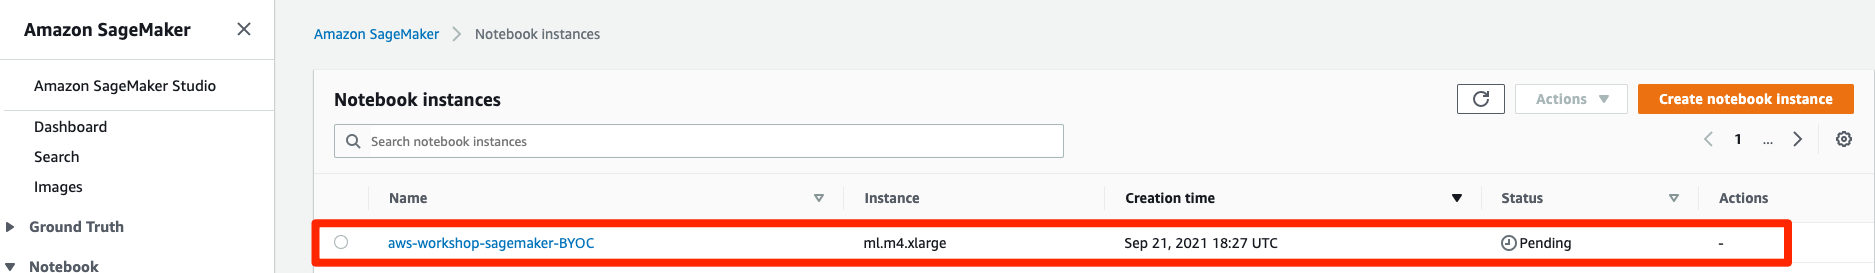 Amazon SageMaker
Amazon SageMaker Studio
Dashboard
Search
Images
Ground Truth
Notebook
Amazon SageMaker Notebook instances
Notebook instances
Actions
Create notebook instance
Search notebook instances
1 ...
Name Instance Creation time Status Actions
aws-workshop-sagemaker-BYOC ml.m4.xlarge Sep 21, 2021 18:27 UTC Pending -